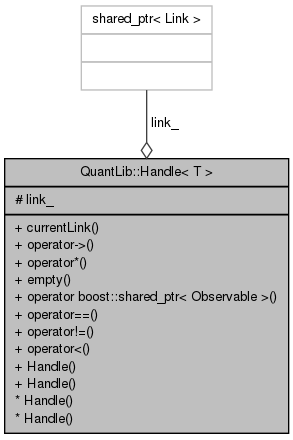 shared_ptr< Link >
link_
QuantLib::Handle< T >
# link_
+ currentLink()
+ operator->()
+ operator*()
+ empty()
+ operator boost::shared_ptr< Observable >()
+ operator==()
+ operator!=()
+ operator<()
+ Handle()
+ Handle()
* Handle()
* Handle()